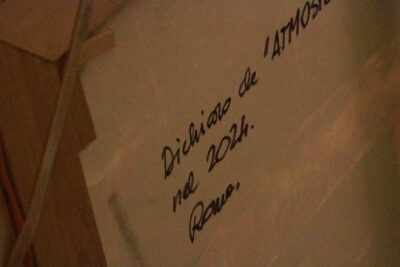 Dichiaro che "ATMOS
nel 2024.
Roma,